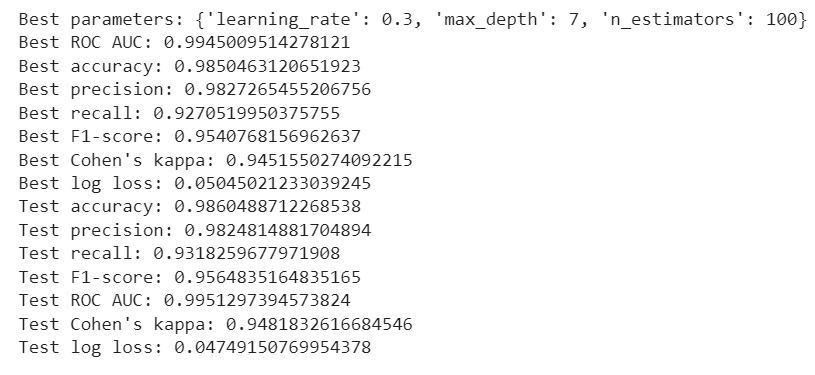 Best parameters: {'learning_rate': 0.3, 'max_depth': 7, 'n_estimators': 100}
Best ROC AUC: 0.9945009514278121
Best accuracy: 0.9850463120651923
Best precision: 0.9827265455206756
Best recall: 0.9270519950375755
Best F1-score: 0.9540768156962637
Best Cohen's kappa: 0.9451550274092215
Best log loss: 0.05045021233039245
Test accuracy: 0.9860488712268538
Test precision: 0.9824814881704894
Test recall: 0.9318259677971908
Test F1-score: 0.9564835164835165
Test ROC AUC: 0.9951297394573824
Test Cohen's kappa: 0.9481832616684546
Test log loss: 0.04749150769954378